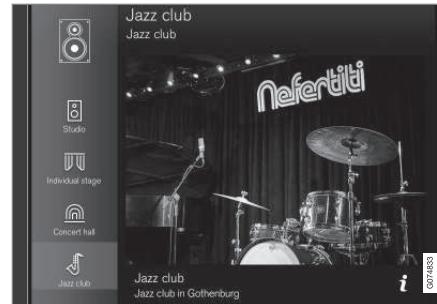 Jazz club
Jazz club
Studio
Individual stage
Concert hall
Jazz club
Nefertiti
Jazz club
Jazz club in Gothenburg
i
G074833